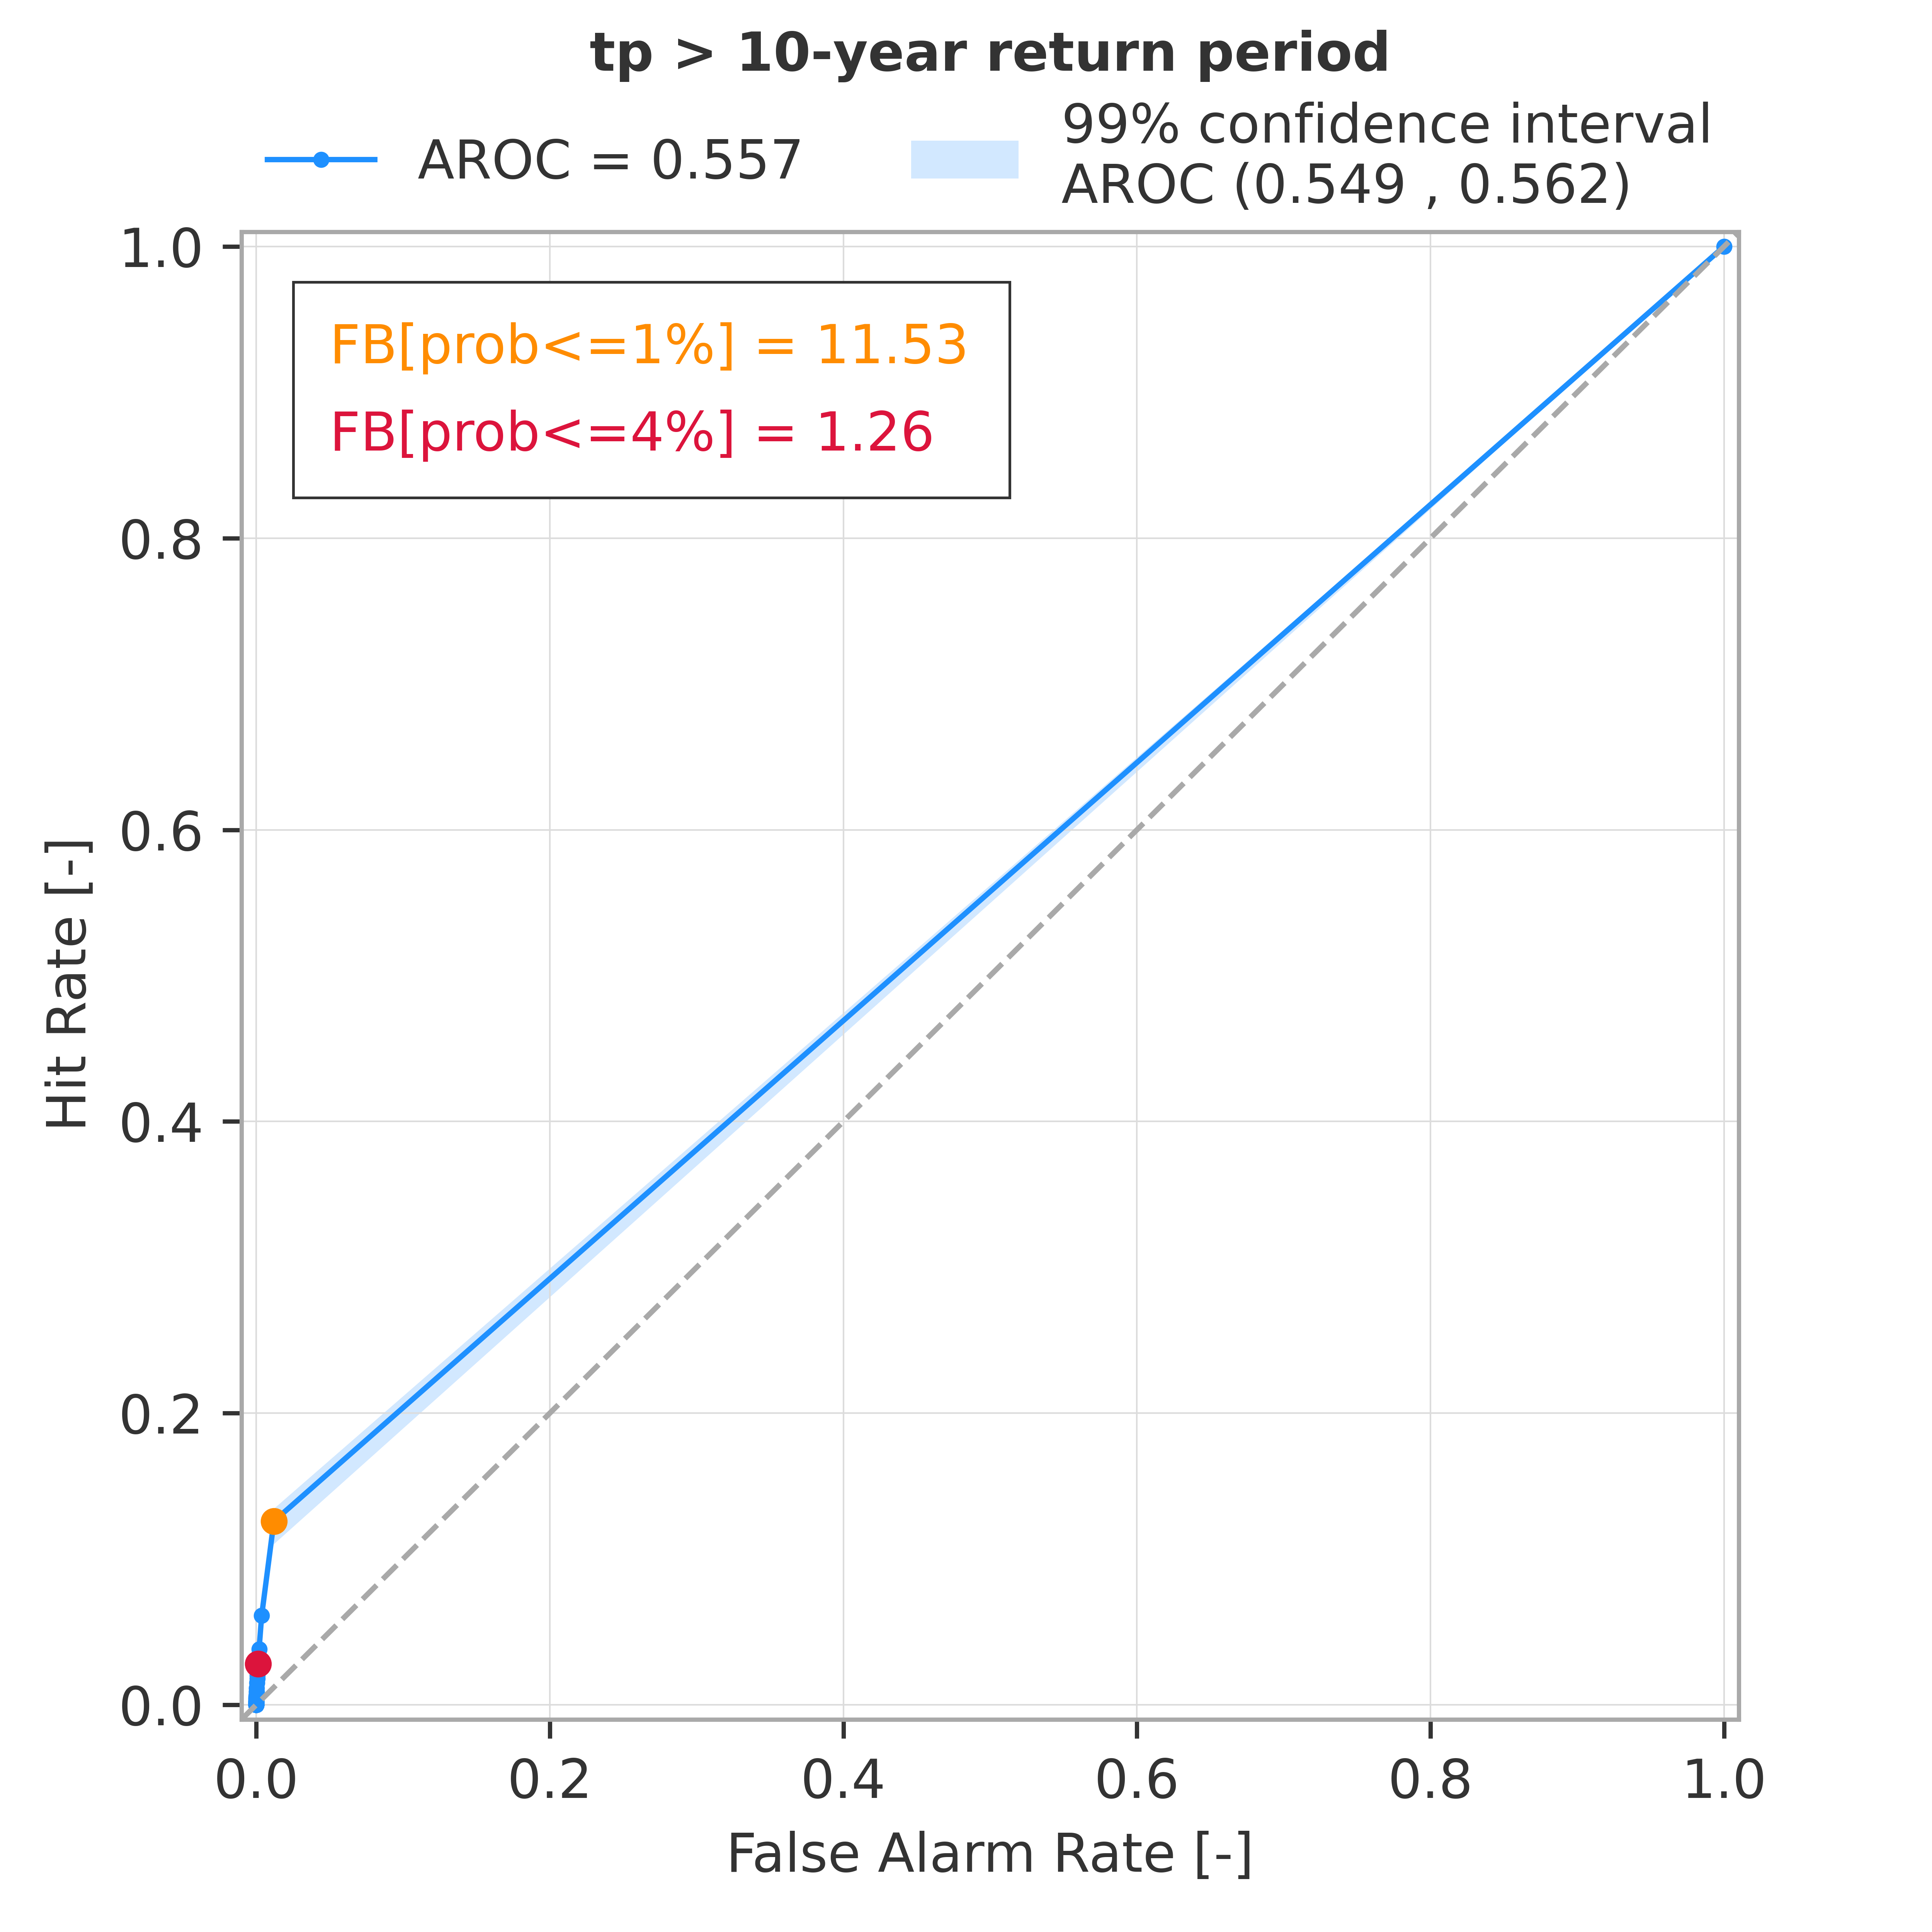 tp > 10-year return period
AROC = 0.557
99% confidence interval
AROC (0.549 , 0.562)
FB[prob<=1%] = 11.53
FB[prob<=4%] = 1.26
1.0
0.8
0.6
0.4
0.2
0.0
Hit Rate [-]
0.0 0.2 0.4 0.6 0.8 1.0
False Alarm Rate [-]